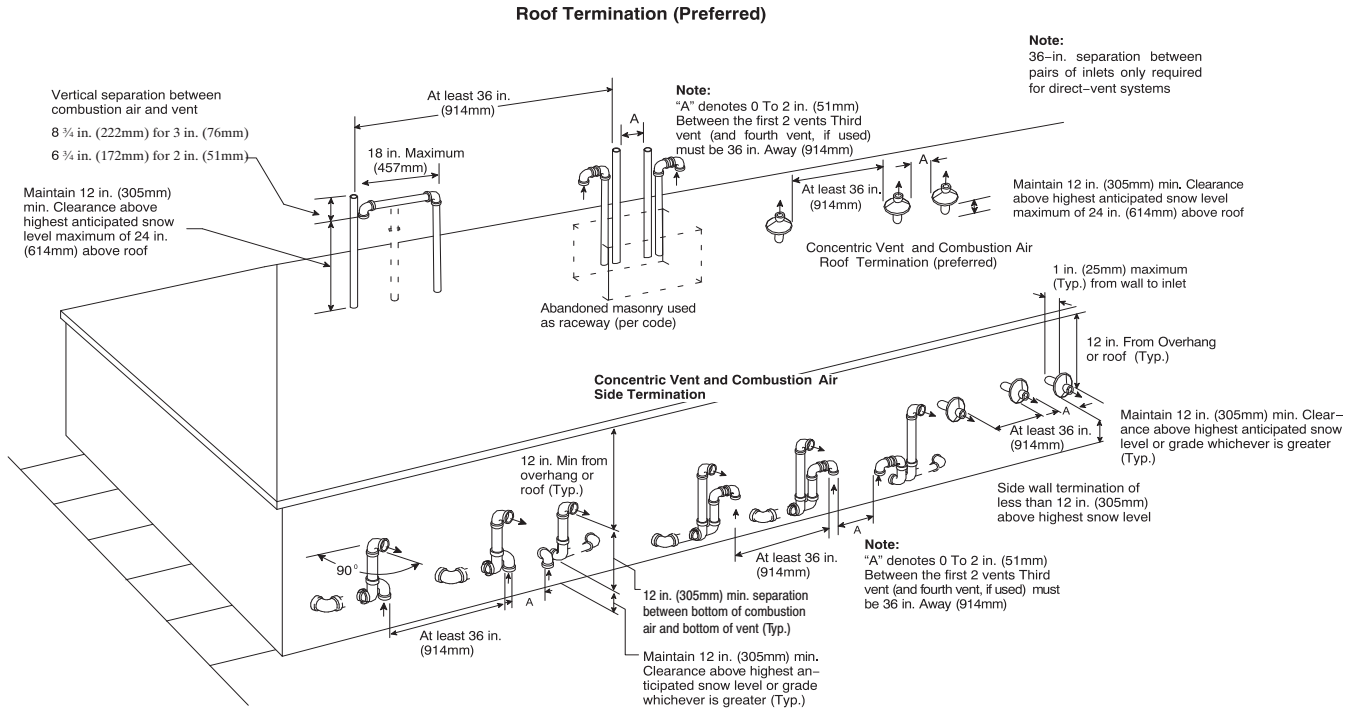 Roof Termination (Preferred)
Note:
36-in. separation between
pairs of inlets only required
for direct-vent systems
Vertical separation between
combustion air and vent
8 ¾ in. (222mm) for 3 in. (76mm)
6 ¾ in. (172mm) for 2 in. (51mm)
At least 36 in.
(914mm)
Note:
“A” denotes 0 To 2 in. (51mm)
Between the first 2 vents Third
vent (and fourth vent, if used)
must be 36 in. Away (914mm)
A
18 in. Maximum
(457mm)
Maintain 12 in. (305mm)
min. Clearance above
highest anticipated snow
level maximum of 24 in.
(614mm) above roof
At least 36 in.
(914mm)
A
Maintain 12 in. (305mm) min. Clearance
above highest anticipated snow level
maximum of 24 in. (614mm) above roof
Concentric Vent and Combustion Air
Roof Termination (preferred)
Abandoned masonry used
as raceway (per code)
1 in. (25mm) maximum
(Typ.) from wall to inlet
12 in. From Overhang
or roof (Typ.)
Concentric Vent and Combustion Air
Side Termination
A
At least 36 in.
(914mm)
Maintain 12 in. (305mm) min. Clear-
ance above highest anticipated snow
level or grade whichever is greater
(Typ.)
12 in. Min from
overhang or
roof (Typ.)
Side wall termination of
less than 12 in. (305mm)
above highest snow level
90°
At least 36 in.
(914mm)
A
Note:
“A” denotes 0 To 2 in. (51mm)
Between the first 2 vents Third
vent (and fourth vent, if used) must
be 36 in. Away (914mm)
A
12 in. (305mm) min. separation
between bottom of combustion
air and bottom of vent (Typ.)
At least 36 in.
(914mm)
Maintain 12 in. (305mm) min.
Clearance above highest an-
ticipated snow level or grade
whichever is greater (Typ.)